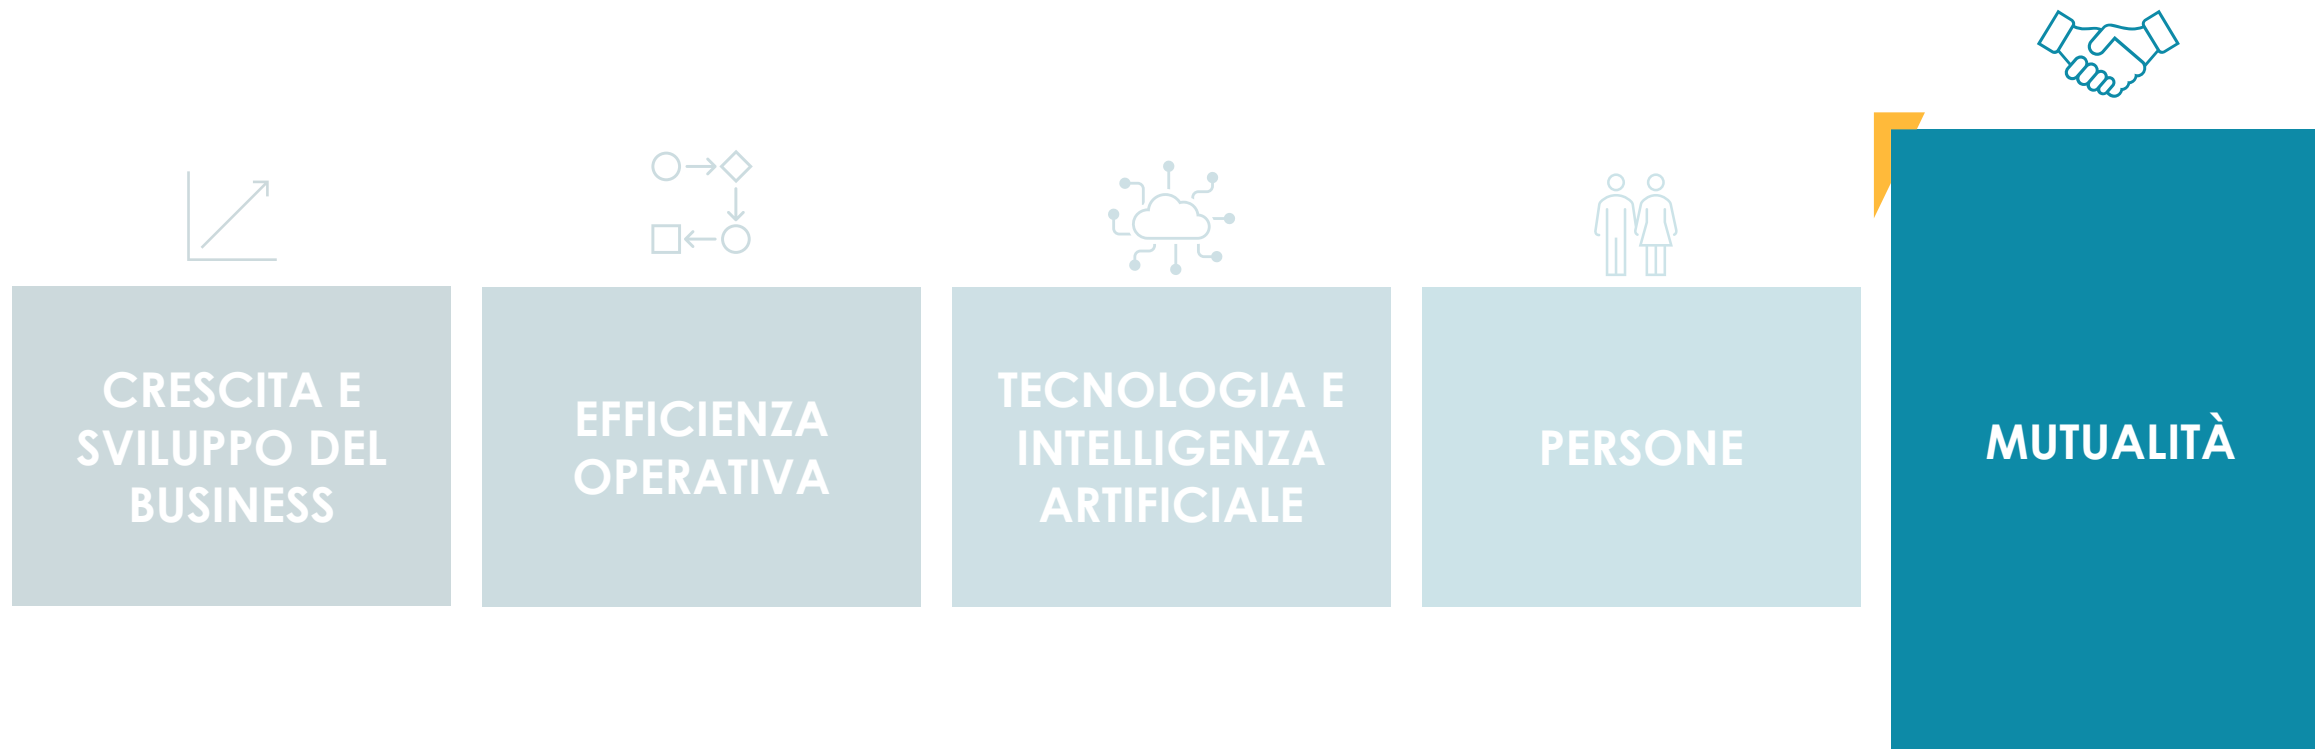 CRESCITA E
SVILUPPO DEL
BUSINESS
EFFICIENZA
OPERATIVA
TECNOLOGIA E
INTELLIGENZA
ARTIFICIALE
PERSONE
MUTUALITÀ